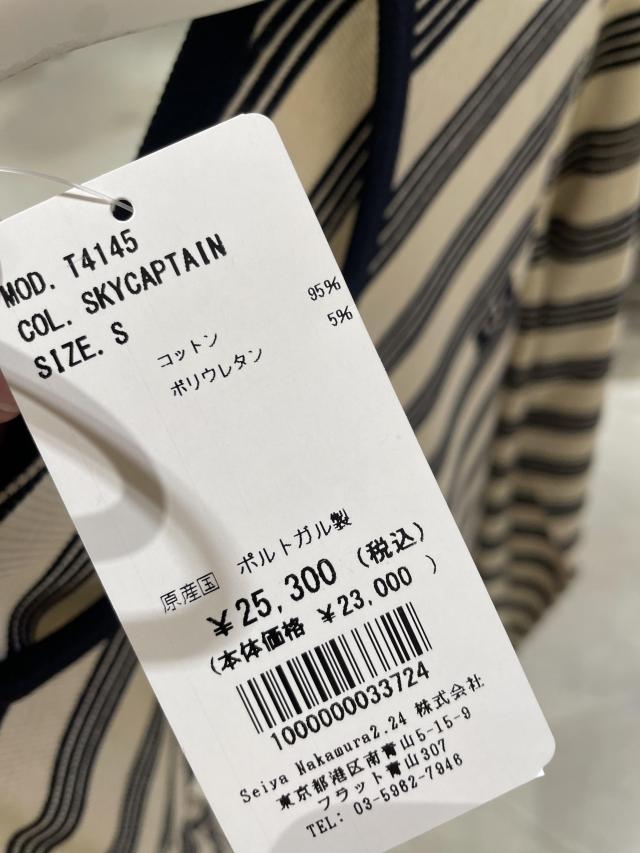 MOD. T4145
COL. SKYCAPTAIN
SIZE. S
コットン 95%
ポリウレタン 5%
原産国 ポルトガル製
¥25,300 (税込)
(本体価格 ¥23,000 )
1000000033724
Seiya Nakamura2.24 株式会社
東京都港区南青山5-15-9
フラット青山307
TEL: 03-5962-7946